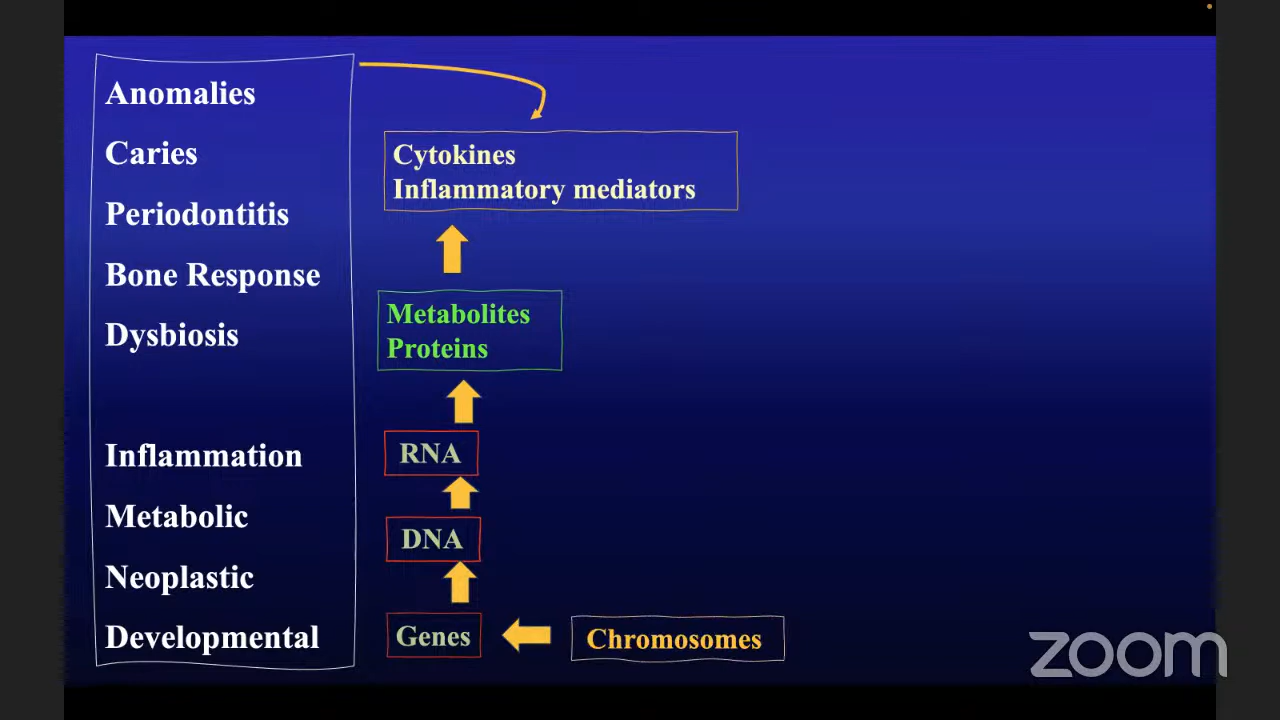 Anomalies
Caries
Periodontitis
Bone Response
Dysbiosis
Inflammation
Metabolic
Neoplastic
Developmental
Cytokines
Inflammatory mediators
Metabolites
Proteins
RNA
DNA
Genes
Chromosomes
zoom